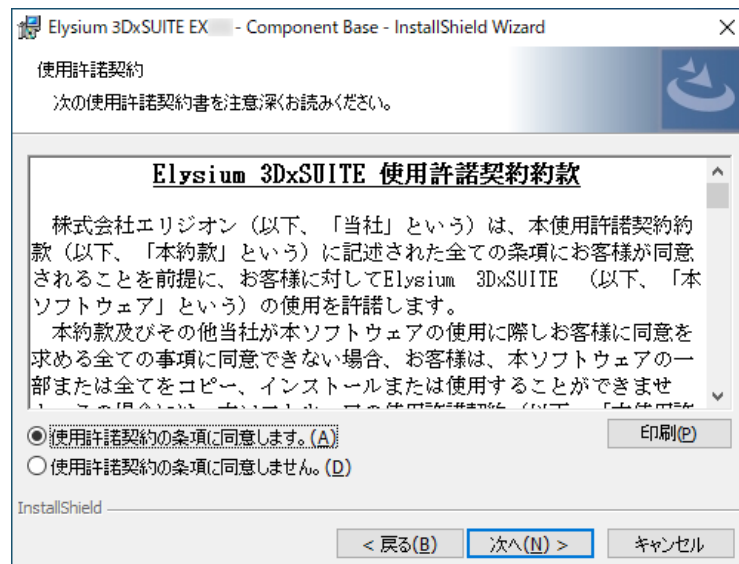 Elysium 3DxSUITE EX - Component Base - InstallShield Wizard
使用許諾契約
次の使用許諾契約書を注意深くお読みください。
Elysium 3DxSUITE 使用許諾契約約款
株式会社エリジオン(以下、「当社」という)は、本使用許諾契約約
款(以下、「本約款」という)に記述された全ての条項にお客様が同意
されることを前提に、お客様に対してElysium 3DxSUITE (以下、「本
ソフトウェア」という)の使用を許諾します。
本約款及びその他当社が本ソフトウェアの使用に際しお客様に同意を
求める全ての事項に同意できない場合、お客様は、本ソフトウェアの一
部または全てをコピー、インストールまたは使用することができませ
使用許諾契約の条項に同意します。(A)
印刷(P)
使用許諾契約の条項に同意しません。(D)
InstallShield
< 戻る(B)
次へ(N) >
キャンセル